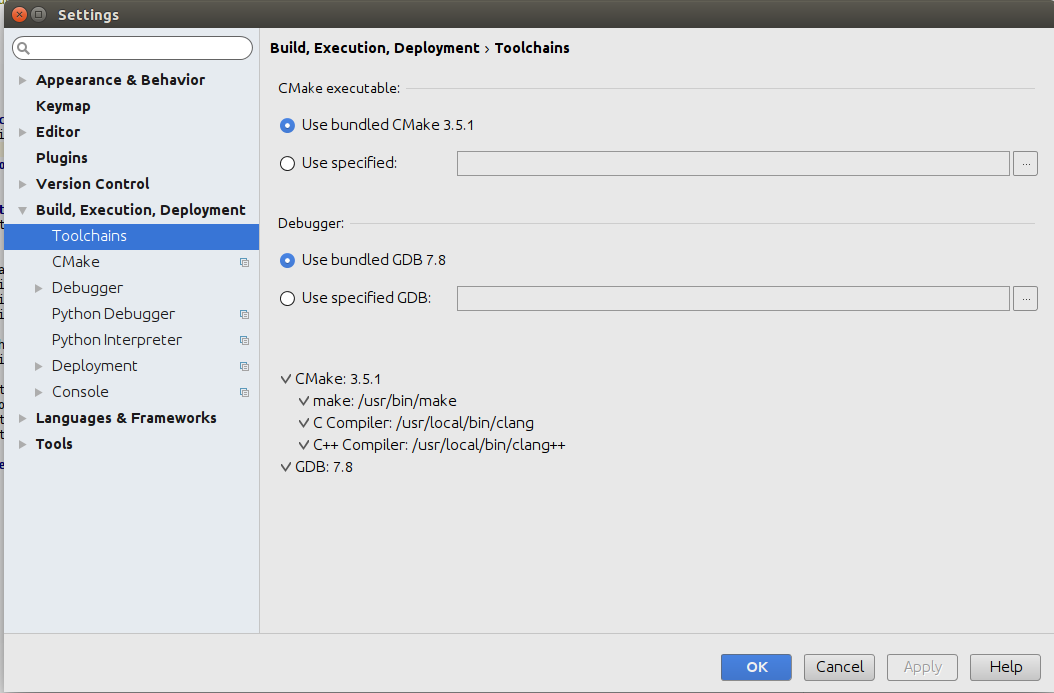 Settings
Build, Execution, Deployment › Toolchains
Appearance & Behavior
Keymap
Editor
Plugins
Version Control
Build, Execution, Deployment
Toolchains
CMake
Debugger
Python Debugger
Python Interpreter
Deployment
Console
Languages & Frameworks
Tools
CMake executable:
Use bundled CMake 3.5.1
Use specified:
...
Debugger:
Use bundled GDB 7.8
Use specified GDB:
...
CMake: 3.5.1
make: /usr/bin/make
C Compiler: /usr/local/bin/clang
C++ Compiler: /usr/local/bin/clang++
GDB: 7.8
OK
Cancel
Apply
Help